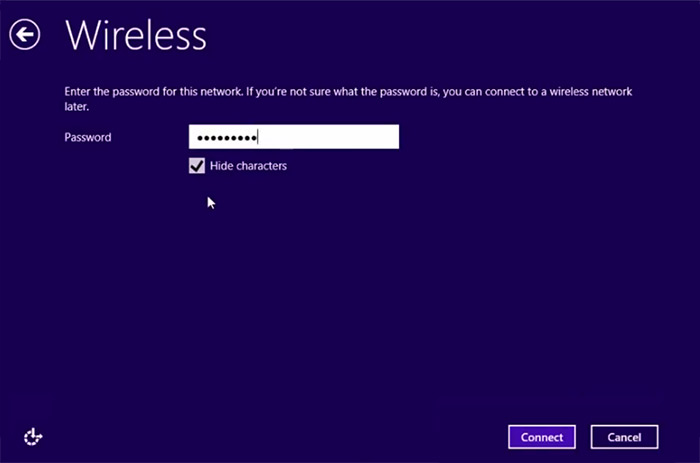 Wireless
Enter the password for this network. If you're not sure what the password is, you can connect to a wireless network
later.
Password
•••••••••
Hide characters
Connect
Cancel